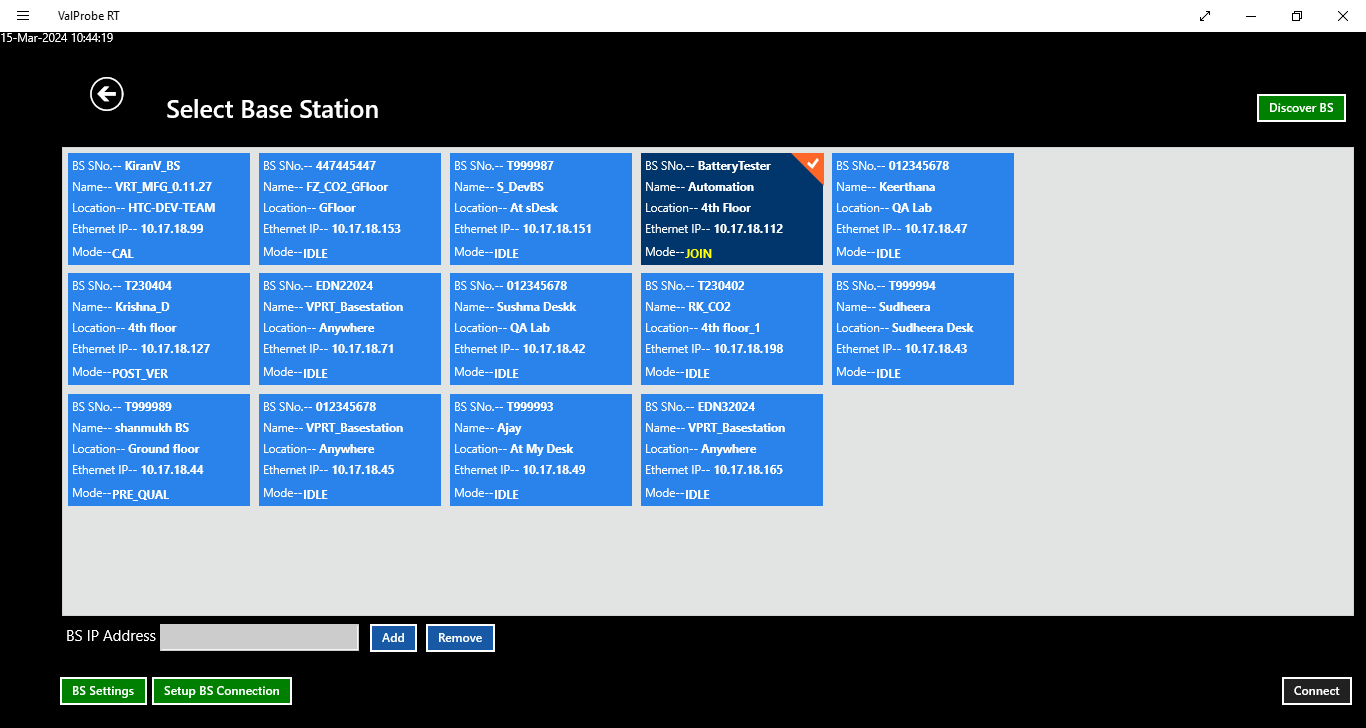 ValProbe RT
15-Mar-2024 10:44:19
Select Base Station
Discover BS
BS SNo.-- KiranV_BS
Name-- VRT_MFG_0.11.27
Location-- HTC-DEV-TEAM
Ethernet IP-- 10.17.18.99
Mode--CAL
BS SNo.-- 447445447
Name-- FZ_CO2_GFloor
Location-- GFloor
Ethernet IP-- 10.17.18.153
Mode--IDLE
BS SNo.-- T999987
Name-- S_DevBS
Location-- At sDesk
Ethernet IP-- 10.17.18.151
Mode--IDLE
BS SNo.-- BatteryTester
Name-- Automation
Location-- 4th Floor
Ethernet IP-- 10.17.18.112
Mode--JOIN
BS SNo.-- 012345678
Name-- Keerthana
Location-- QA Lab
Ethernet IP-- 10.17.18.47
Mode--IDLE
BS SNo.-- T230404
Name-- Krishna_D
Location-- 4th floor
Ethernet IP-- 10.17.18.127
Mode--POST_VER
BS SNo.-- EDN22024
Name-- VPRT_Basestation
Location-- Anywhere
Ethernet IP-- 10.17.18.71
Mode--IDLE
BS SNo.-- 012345678
Name-- Sushma Deskk
Location-- QA Lab
Ethernet IP-- 10.17.18.42
Mode--IDLE
BS SNo.-- T230402
Name-- RK_CO2
Location-- 4th floor_1
Ethernet IP-- 10.17.18.198
Mode--IDLE
BS SNo.-- T999994
Name-- Sudheera
Location-- Sudheera Desk
Ethernet IP-- 10.17.18.43
Mode--IDLE
BS SNo.-- T999989
Name-- shanmukh BS
Location-- Ground floor
Ethernet IP-- 10.17.18.44
Mode--PRE_QUAL
BS SNo.-- 012345678
Name-- VPRT_Basestation
Location-- Anywhere
Ethernet IP-- 10.17.18.45
Mode--IDLE
BS SNo.-- T999993
Name-- Ajay
Location-- At My Desk
Ethernet IP-- 10.17.18.49
Mode--IDLE
BS SNo.-- EDN32024
Name-- VPRT_Basestation
Location-- Anywhere
Ethernet IP-- 10.17.18.165
Mode--IDLE
BS IP Address
Add
Remove
BS Settings
Setup BS Connection
Connect